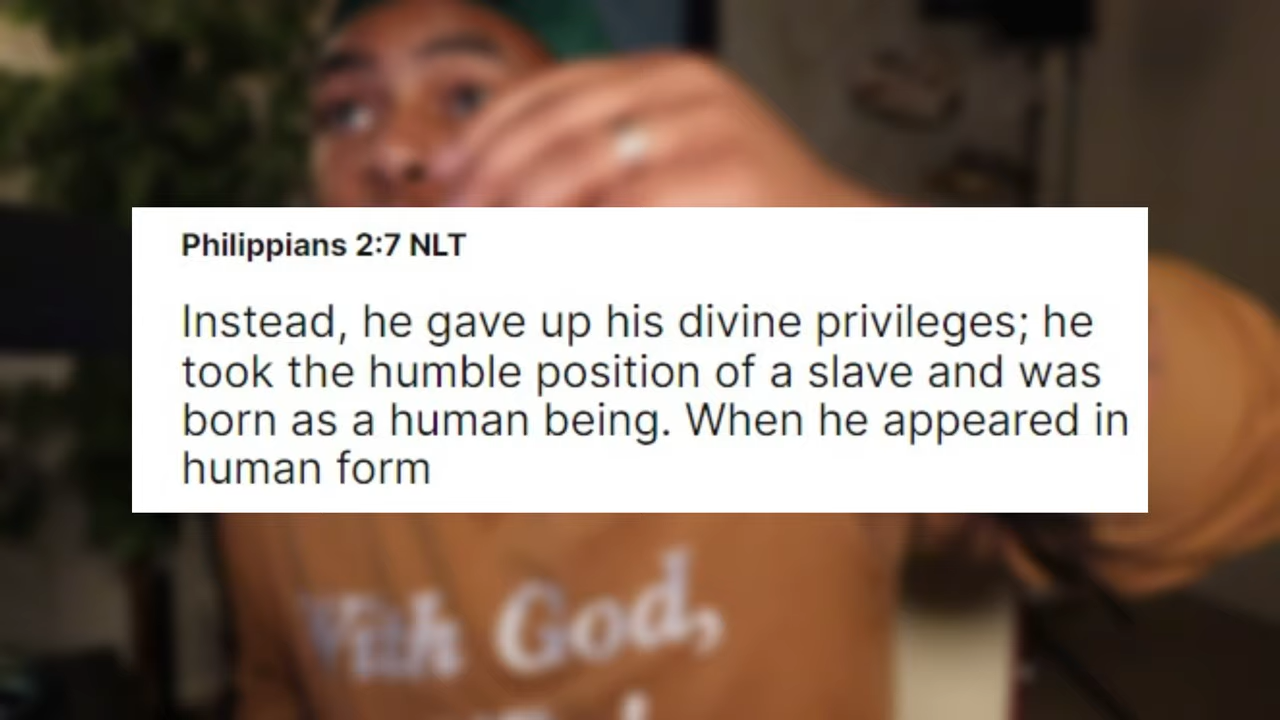 Philippians 2:7 NLT
Instead, he gave up his divine privileges; he
took the humble position of a slave and was
born as a human being. When he appeared in
human form
With God,